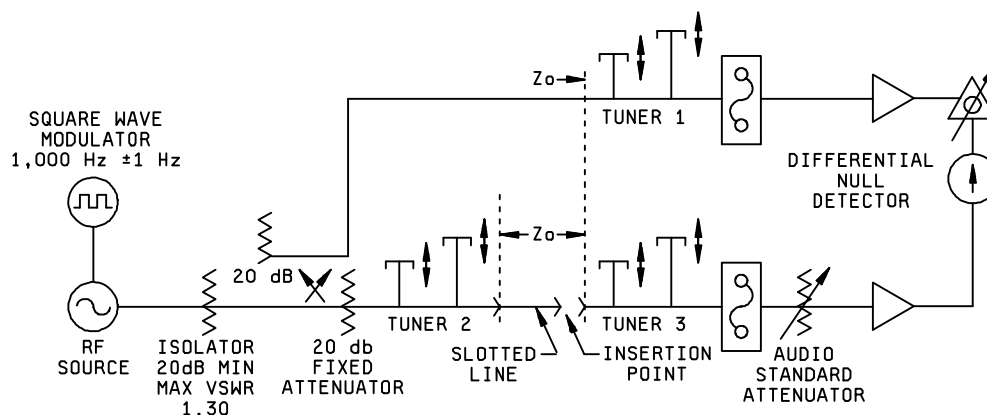 Zo
TUNER 1
SQUARE WAVE
MODULATOR
1,000 Hz ±1 Hz
DIFFERENTIAL
NULL
DETECTOR
20 dB
Zo
RF
SOURCE
ISOLATOR
20dB MIN
MAX VSWR
1.30
20 db
FIXED
ATTENUATOR
TUNER 2
SLOTTED
LINE
INSERTION
POINT
TUNER 3
AUDIO
STANDARD
ATTENUATOR